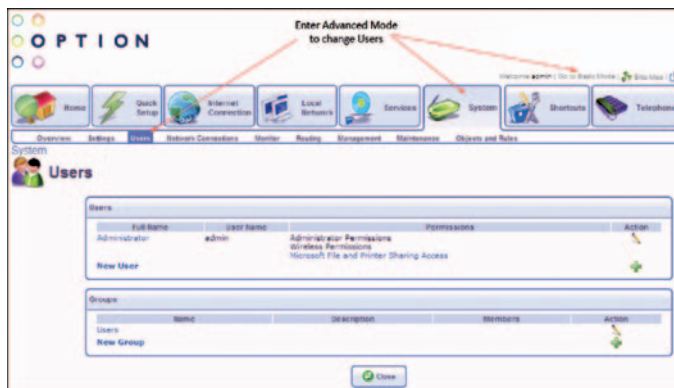 Enter Advanced Mode
to change Users
OPTION
Welcome admin | Go to Basic Mode | Site Map |
Home
Quick Setup
Internet Connection
Local Network
Services
System
Shortcuts
Telephone
Overview Settings Users Network Connections Monitor Routing Management Maintenance Objects and Rules
System
Users
Users
Full Name User Name Permissions Action
Administrator admin Administrator Permissions
Wireless Permissions
Microsoft File and Printer Sharing Access
New User
Groups
Name Description Members Action
Users
New Group
Close